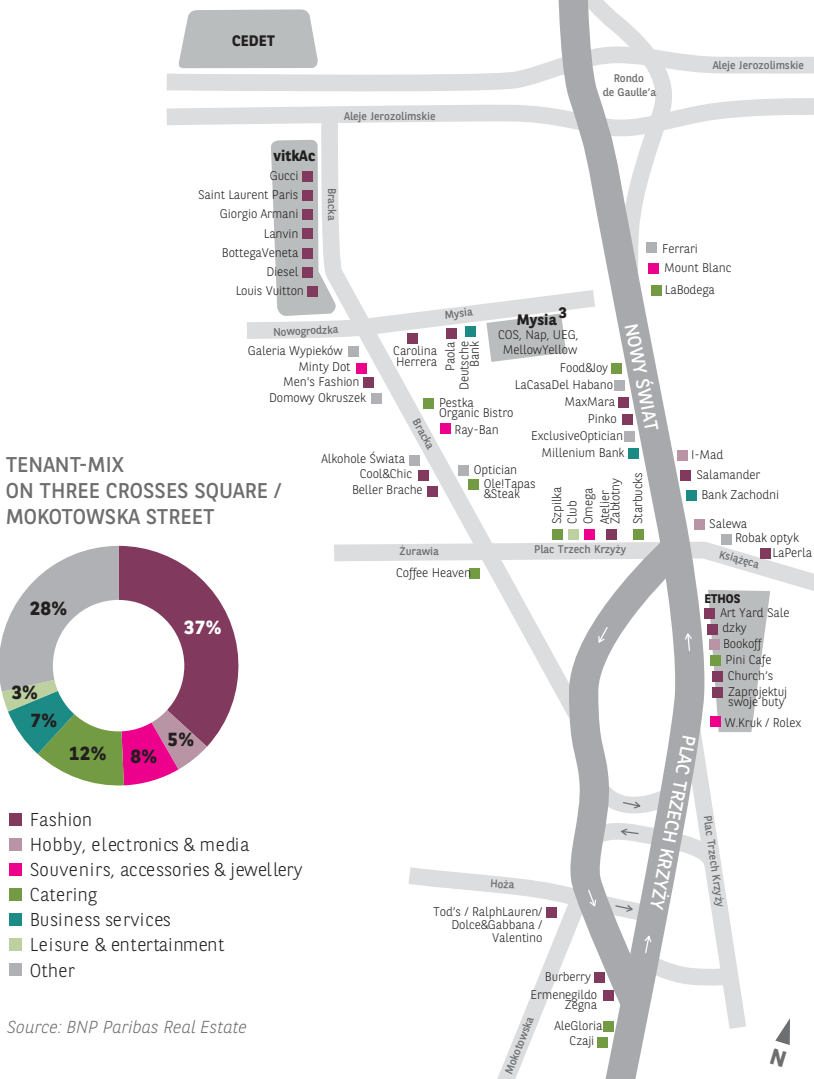 CEDET
Aleje Jerozolimskie
Rondo
de Gaulle'a
Aleje Jerozolimskie
vitkAc
Gucci
Saint Laurent Paris
Giorgio Armani
Lanvin
BottegaVeneta
Diesel
Louis Vuitton
Bracka
Ferrari
Mount Blanc
LaBodega
Mysia
Nowogrodzka
Mysia 3
COS, Nap, UEG,
MellowYellow
Galeria Wypieków
Minty Dot
Men's Fashion
Domowy Okruszek
Carolina
Herrera
Paola
Deutsche
Bank
NOWY ŚWIAT
Food&Joy
LaCasaDel Habano
MaxMara
Pinko
ExclusiveOptician
Millenium Bank
Pestka
Organic Bistro
Ray-Ban
Bracka
Alkohole Świata
Cool&Chic
Beller Brache
Optician
Ole!Tapas
&Steak
I-Mad
Salamander
Bank Zachodni
Szpilka
Club
Omega
Atelier
Zabłotny
Starbucks
Salewa
Robak optyk
LaPerla
Żurawia
Plac Trzech Krzyży
Książęca
Coffee Heaven
ETHOS
Art Yard Sale
dzky
Bookoff
Pini Cafe
Church's
Zaprojektuj
swoje buty
W.Kruk / Rolex
PLAC TRZECH KRZYŻY
Plac Trzech Krzyży
Hoża
Tod's / RalphLauren/
Dolce&Gabbana /
Valentino
Burberry
Ermenegildo
Zegna
AleGloria
Czaji
Mokotowska
N
TENANT-MIX
ON THREE CROSSES SQUARE /
MOKOTOWSKA STREET
28%
37%
3%
7%
12%
8%
5%
Fashion
Hobby, electronics & media
Souvenirs, accessories & jewellery
Catering
Business services
Leisure & entertainment
Other
Source: BNP Paribas Real Estate